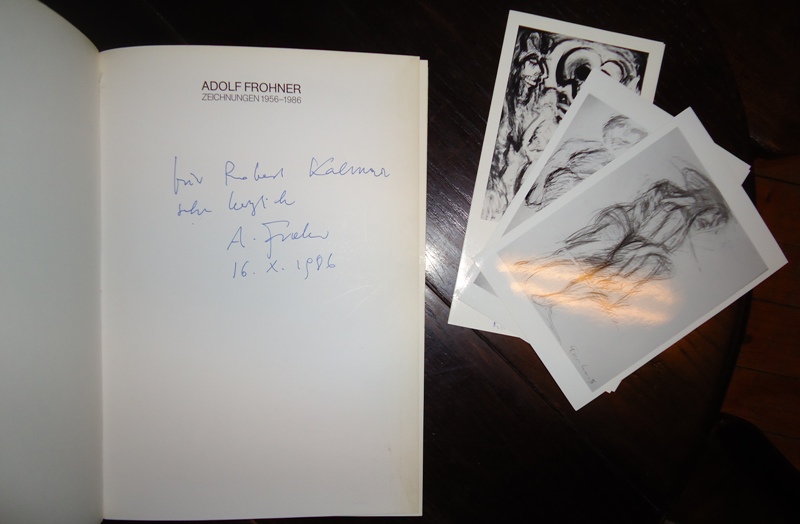 ADOLF FROHNER
ZEICHNUNGEN 1956–1986
für Robert Kalmar
sehr herzlich
A. Frohner
16. X. 1986